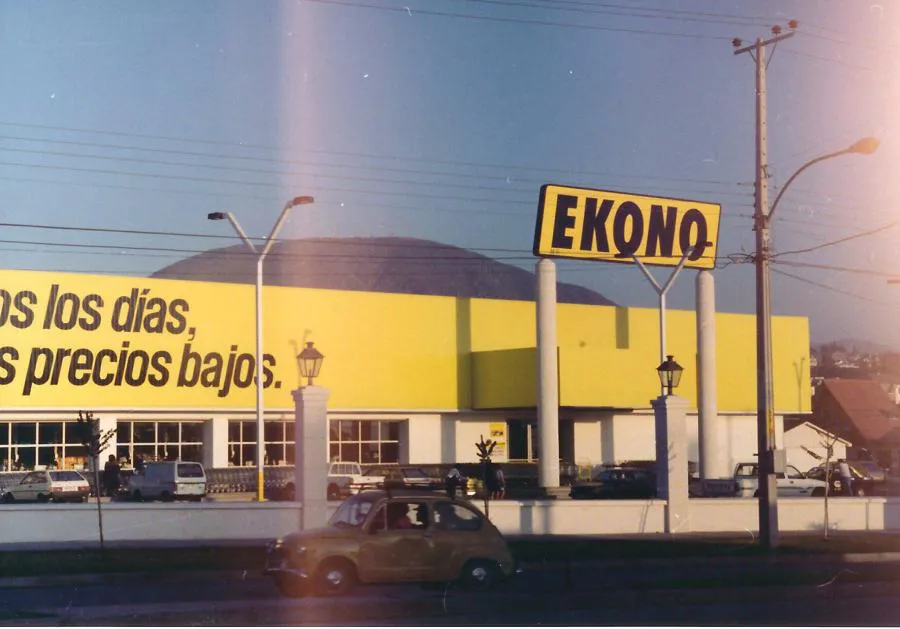 os los días,
s precios bajos.
EKONO